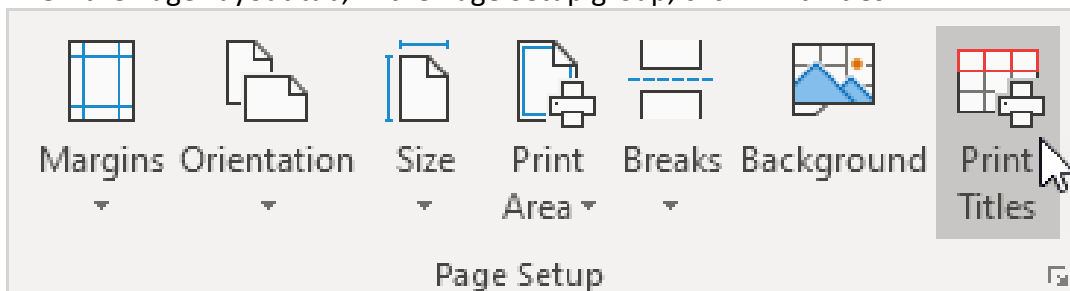 Margins Orientation Size Print Breaks Background Print
Area Titles
Page Setup